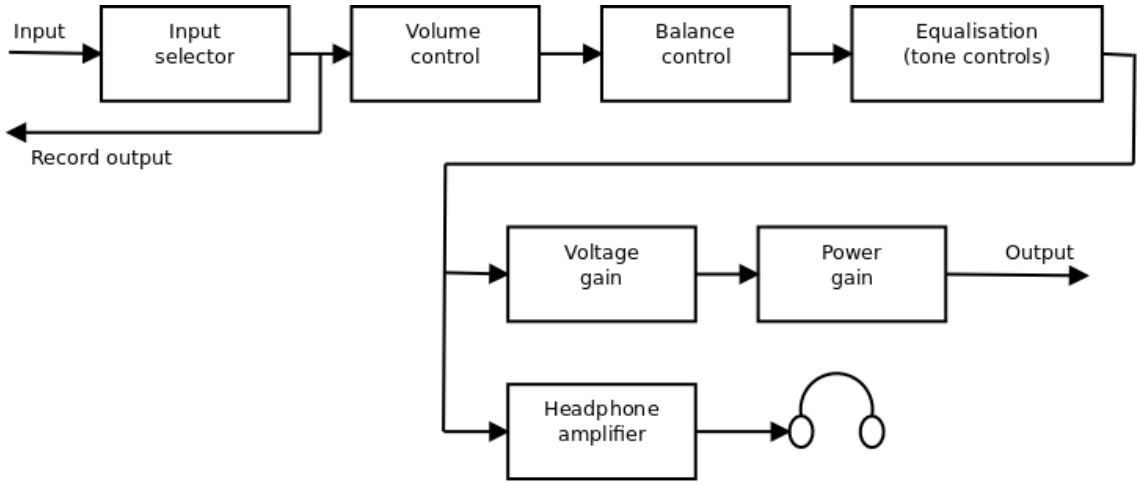 Input
Input
selector
Volume
control
Balance
control
Equalisation
(tone controls)
Record output
Voltage
gain
Power
gain
Output
Headphone
amplifier